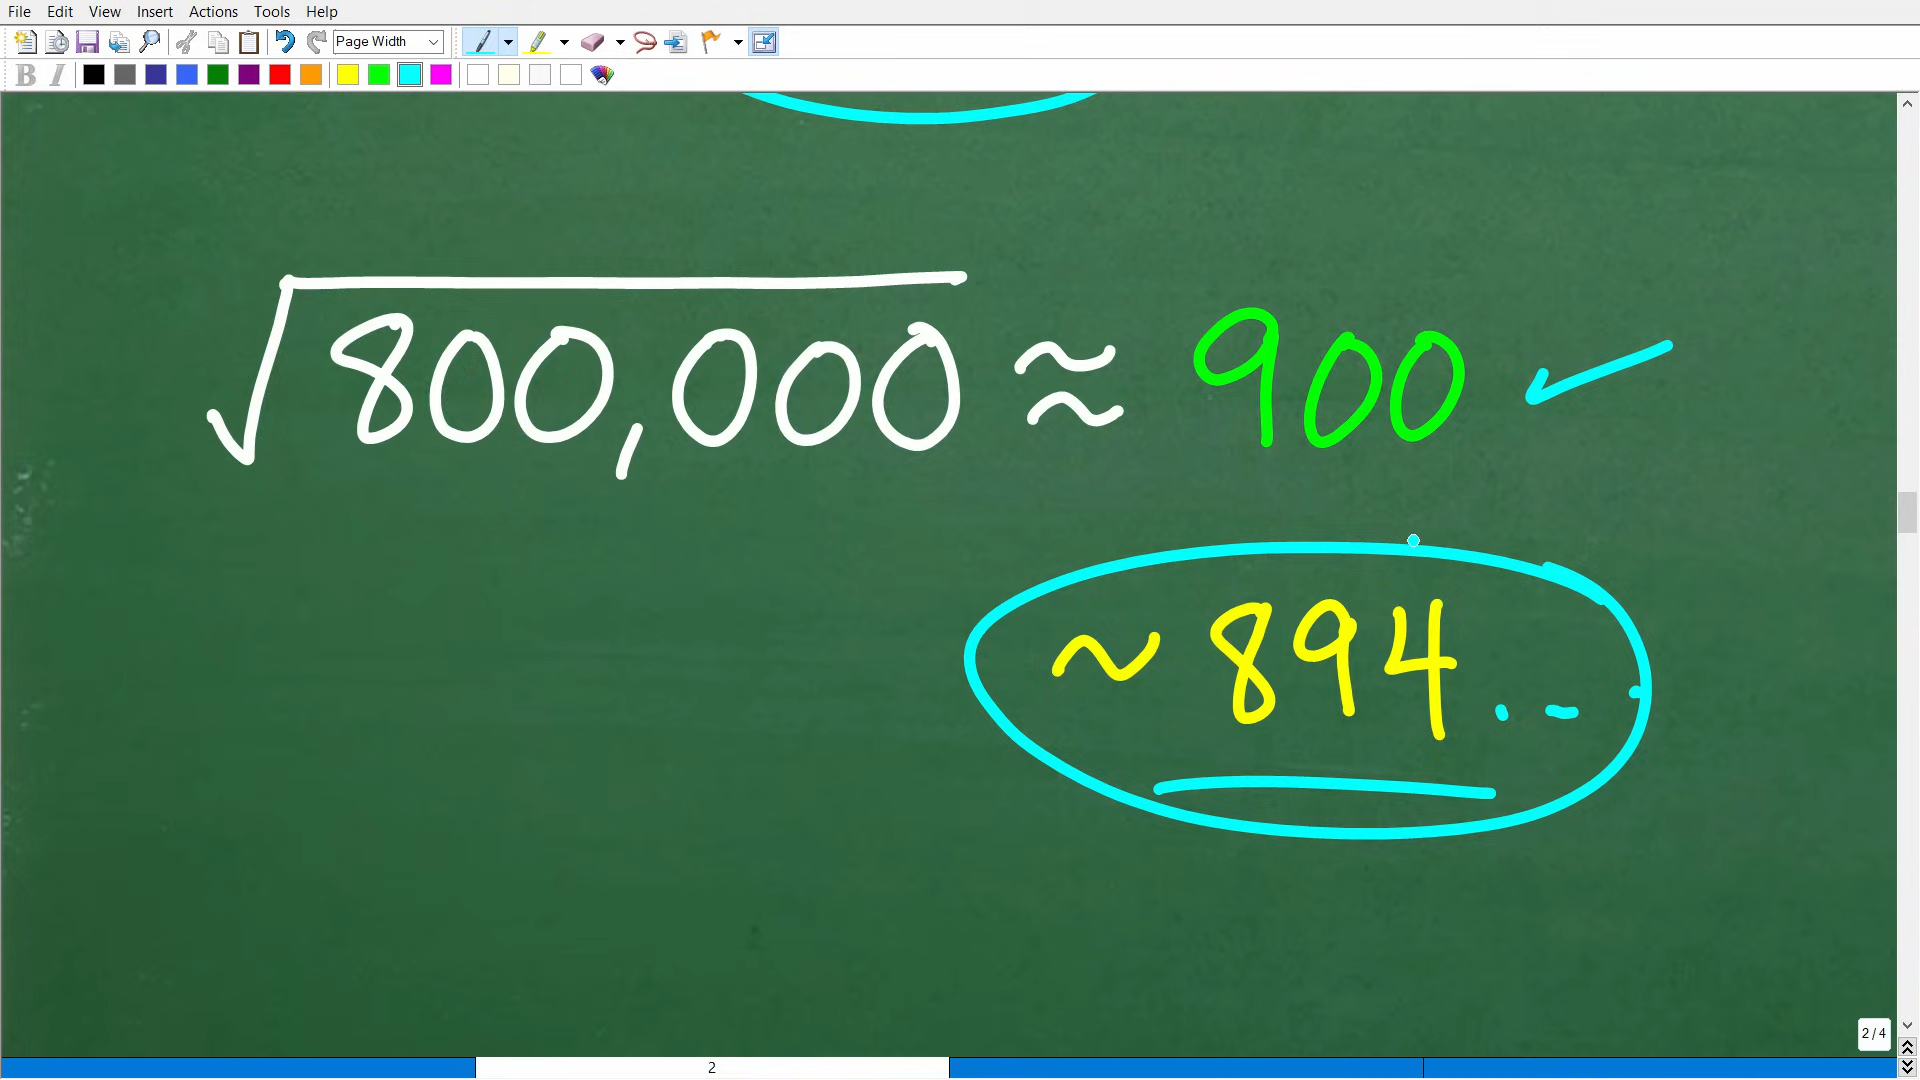 File Edit View Insert Actions Tools Help
Page Width
B I
√800,000 ≈ 900 ✓
~ 894. -
2 / 4
2